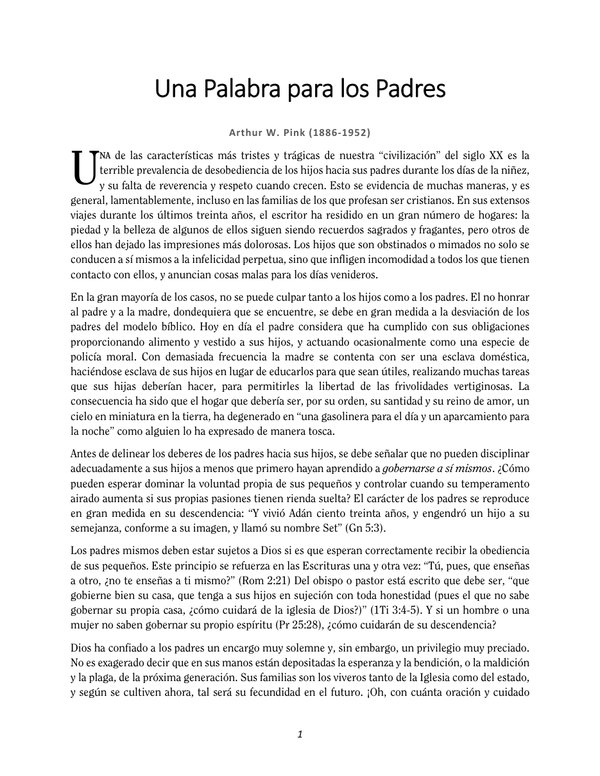 Una Palabra para los Padres
Arthur W. Pink (1886-1952)
UNA de las características más tristes y trágicas de nuestra “civilización” del siglo XX es la
terrible prevalencia de desobediencia de los hijos hacia sus padres durante los días de la niñez,
y su falta de reverencia y respeto cuando crecen. Esto se evidencia de muchas maneras, y es
general, lamentablemente, incluso en las familias de los que profesan ser cristianos. En sus extensos
viajes durante los últimos treinta años, el escritor ha residido en un gran número de hogares: la
piedad y la belleza de algunos de ellos siguen siendo recuerdos sagrados y fragantes, pero otros de
ellos han dejado las impresiones más dolorosas. Los hijos que son obstinados o mimados no solo se
conducen a sí mismos a la infelicidad perpetua, sino que infligen incomodidad a todos los que tienen
contacto con ellos, y anuncian cosas malas para los días venideros.
En la gran mayoría de los casos, no se puede culpar tanto a los hijos como a los padres. El no honrar
al padre y a la madre, dondequiera que se encuentre, se debe en gran medida a la desviación de los
padres del modelo bíblico. Hoy en día el padre considera que ha cumplido con sus obligaciones
proporcionando alimento y vestido a sus hijos, y actuando ocasionalmente como una especie de
policía moral. Con demasiada frecuencia la madre se contenta con ser una esclava doméstica,
haciéndose esclava de sus hijos en lugar de educarlos para que sean útiles, realizando muchas tareas
que sus hijas deberían hacer, para permitirles la libertad de las frivolidades vertiginosas. La
consecuencia ha sido que el hogar que debería ser, por su orden, su santidad y su reino de amor, un
cielo en miniatura en la tierra, ha degenerado en “una gasolinera para el día y un aparcamiento para
la noche” como alguien lo ha expresado de manera tosca.
Antes de delinear los deberes de los padres hacia sus hijos, se debe señalar que no pueden disciplinar
adecuadamente a sus hijos a menos que primero hayan aprendido a gobernarse a sí mismos. ¿Cómo
pueden esperar dominar la voluntad propia de sus pequeños y controlar cuando su temperamento
airado aumenta si sus propias pasiones tienen rienda suelta? El carácter de los padres se reproduce
en gran medida en su descendencia: “Y vivió Adán ciento treinta años, y engendró un hijo a su
semejanza, conforme a su imagen, y llamó su nombre Set” (Gn 5:3).
Los padres mismos deben estar sujetos a Dios si es que esperan correctamente recibir la obediencia
de sus pequeños. Este principio se refuerza en las Escrituras una y otra vez: “Tú, pues, que enseñas
a otro, ¿no te enseñas a ti mismo?” (Rom 2:21) Del obispo o pastor está escrito que debe ser, “que
gobierne bien su casa, que tenga a sus hijos en sujeción con toda honestidad (pues el que no sabe
gobernar su propia casa, ¿cómo cuidará de la iglesia de Dios?)” (1Ti 3:4-5). Y si un hombre o una
mujer no saben gobernar su propio espíritu (Pr 25:28), ¿cómo cuidarán de su descendencia?
Dios ha confiado a los padres un encargo muy solemne y, sin embargo, un privilegio muy preciado.
No es exagerado decir que en sus manos están depositadas la esperanza y la bendición, o la maldición
y la plaga, de la próxima generación. Sus familias son los viveros tanto de la Iglesia como del estado,
y según se cultiven ahora, tal será su fecundidad en el futuro. ¡Oh, con cuánta oración y cuidado
1